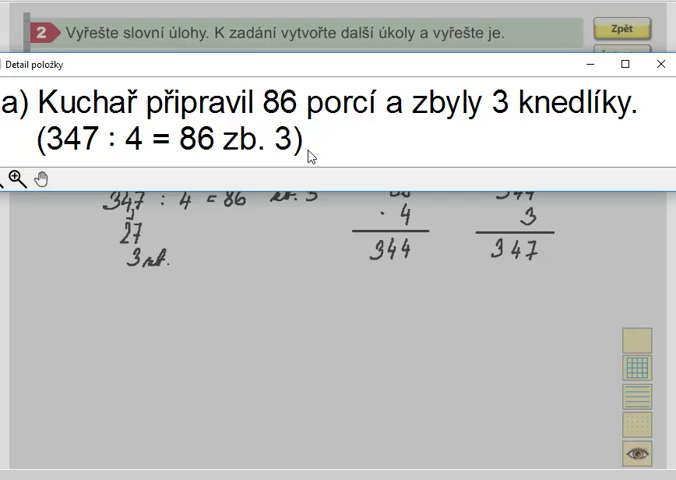 2 Vyřešte slovní úlohy. K zadání vytvořte další úkoly a vyřešte je.
Zpět
Detail položky
a) Kuchař připravil 86 porcí a zbyly 3 knedlíky.
(347 : 4 = 86 zb. 3)
347 : 4 = 86 zb. 3
27
3 zb.
· 4
344
344
3
347